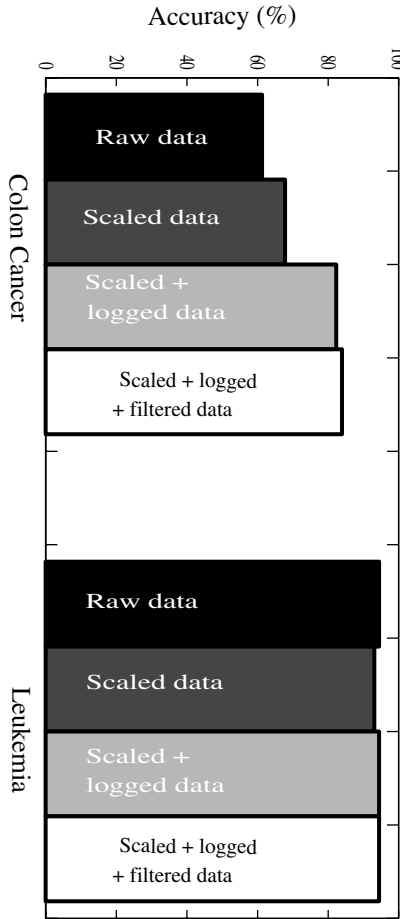 Accuracy (%)
0
20
40
60
80
100
Colon Cancer
Raw data
Scaled data
Scaled +
logged data
Scaled + logged
+ filtered data
Leukemia
Raw data
Scaled data
Scaled +
logged data
Scaled + logged
+ filtered data